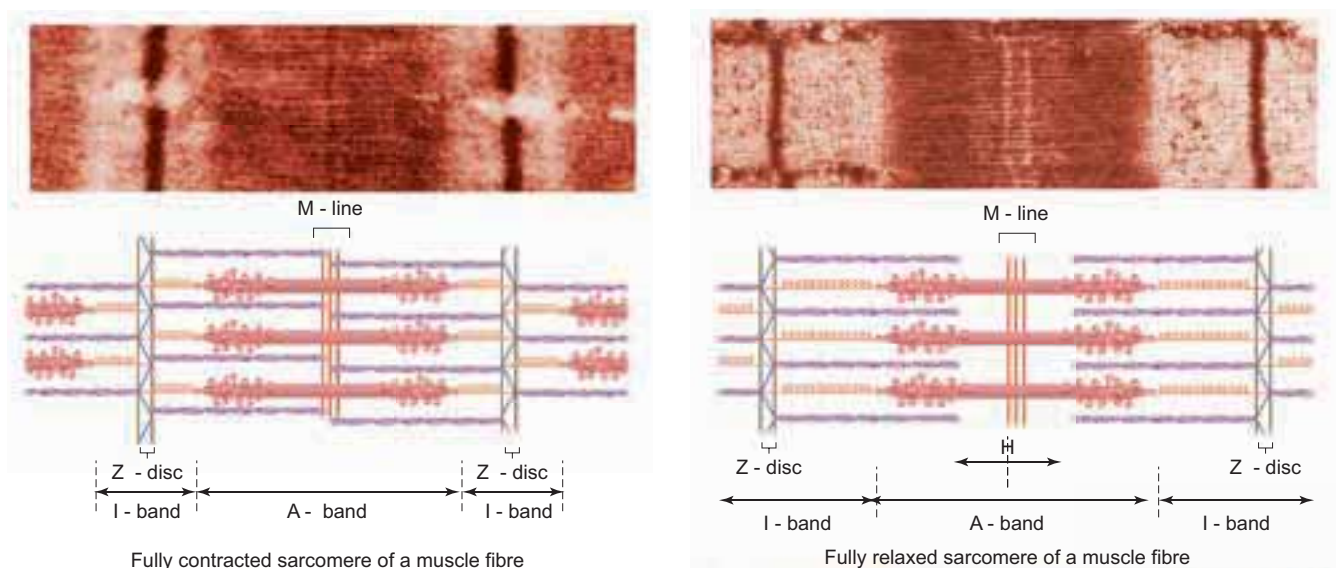 M - line
Z - disc
Z - disc
I - band
A - band
I - band
Fully contracted sarcomere of a muscle fibre
M - line
H
Z - disc
Z - disc
I - band
A - band
I - band
Fully relaxed sarcomere of a muscle fibre